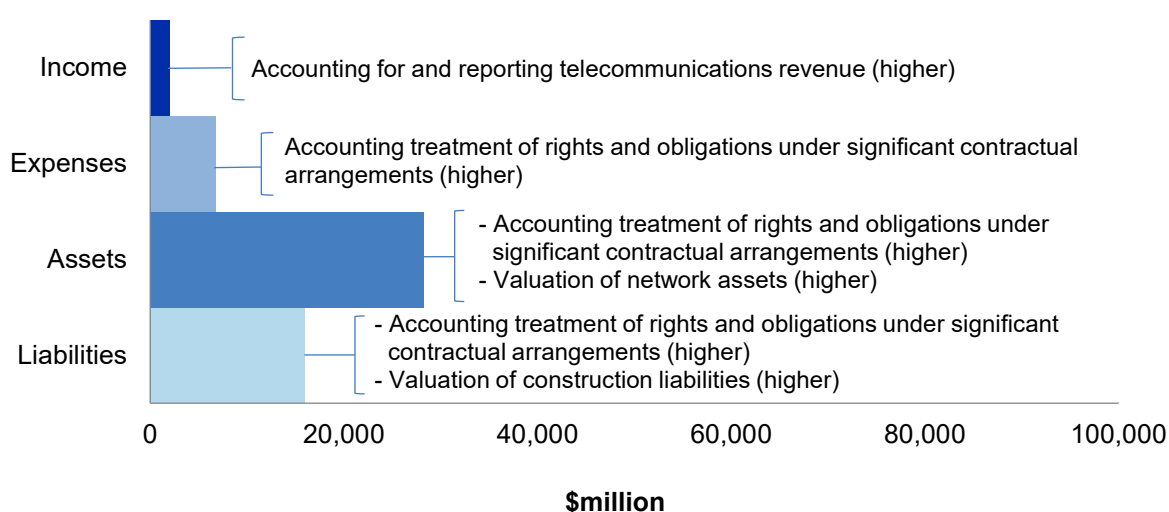 Income
Accounting for and reporting telecommunications revenue (higher)
Expenses
Accounting treatment of rights and obligations under significant contractual
arrangements (higher)
Assets
- Accounting treatment of rights and obligations under
significant contractual arrangements (higher)
- Valuation of network assets (higher)
Liabilities
- Accounting treatment of rights and obligations under significant
contractual arrangements (higher)
- Valuation of construction liabilities (higher)
0 20,000 40,000 60,000 80,000 100,000
$million